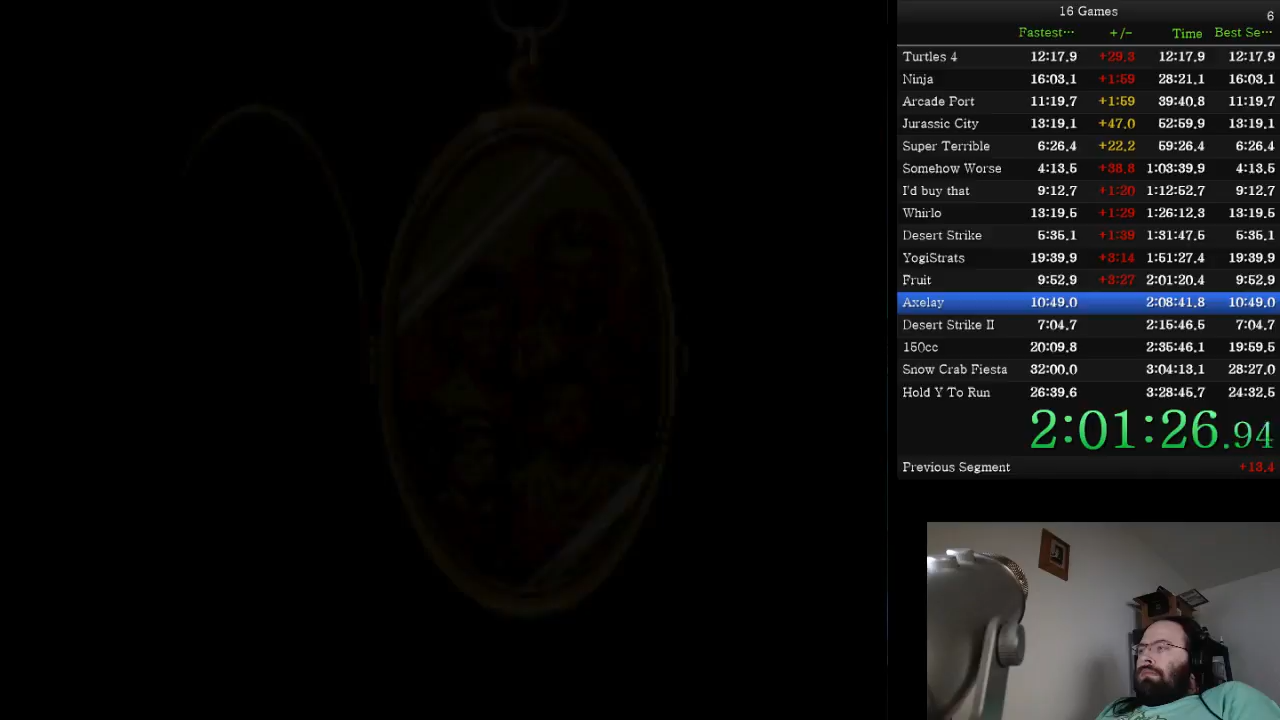 16 Games
6
Fastest… +/- Time Best Se…
Turtles 4 12:17.9 +29.3 12:17.9 12:17.9
Ninja 16:03.1 +1:59 28:21.1 16:03.1
Arcade Port 11:19.7 +1:59 39:40.8 11:19.7
Jurassic City 13:19.1 +47.0 52:59.9 13:19.1
Super Terrible 6:26.4 +22.2 59:26.4 6:26.4
Somehow Worse 4:13.5 +38.8 1:03:39.9 4:13.5
I'd buy that 9:12.7 +1:20 1:12:52.7 9:12.7
Whirlo 13:19.5 +1:29 1:26:12.3 13:19.5
Desert Strike 5:35.1 +1:39 1:31:47.5 5:35.1
YogiStrats 19:39.9 +3:14 1:51:27.4 19:39.9
Fruit 9:52.9 +3:27 2:01:20.4 9:52.9
Axelay 10:49.0 2:08:41.8 10:49.0
Desert Strike II 7:04.7 2:15:46.5 7:04.7
150cc 20:09.8 2:35:46.1 19:59.5
Snow Crab Fiesta 32:00.0 3:04:13.1 28:27.0
Hold Y To Run 26:39.6 3:28:45.7 24:32.5
2:01:26.94
Previous Segment +13.4